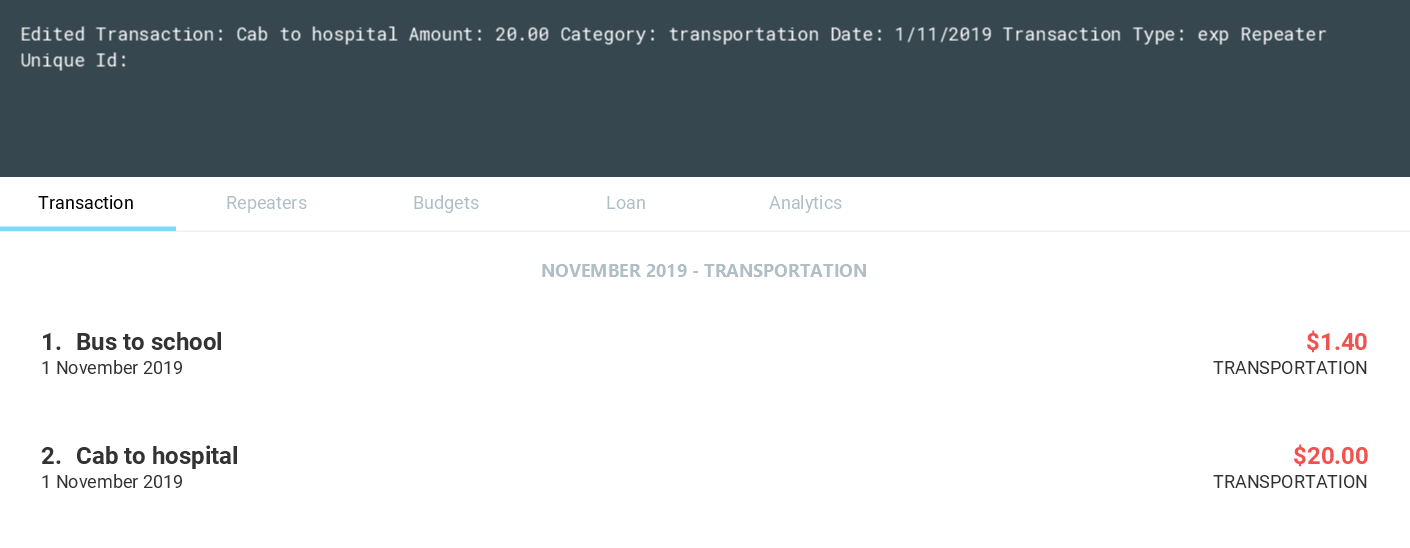 Edited Transaction: Cab to hospital Amount: 20.00 Category: transportation Date: 1/11/2019 Transaction Type: exp Repeater
Unique Id:
Transaction Repeaters Budgets Loan Analytics
NOVEMBER 2019 - TRANSPORTATION
1. Bus to school $1.40
1 November 2019 TRANSPORTATION
2. Cab to hospital $20.00
1 November 2019 TRANSPORTATION